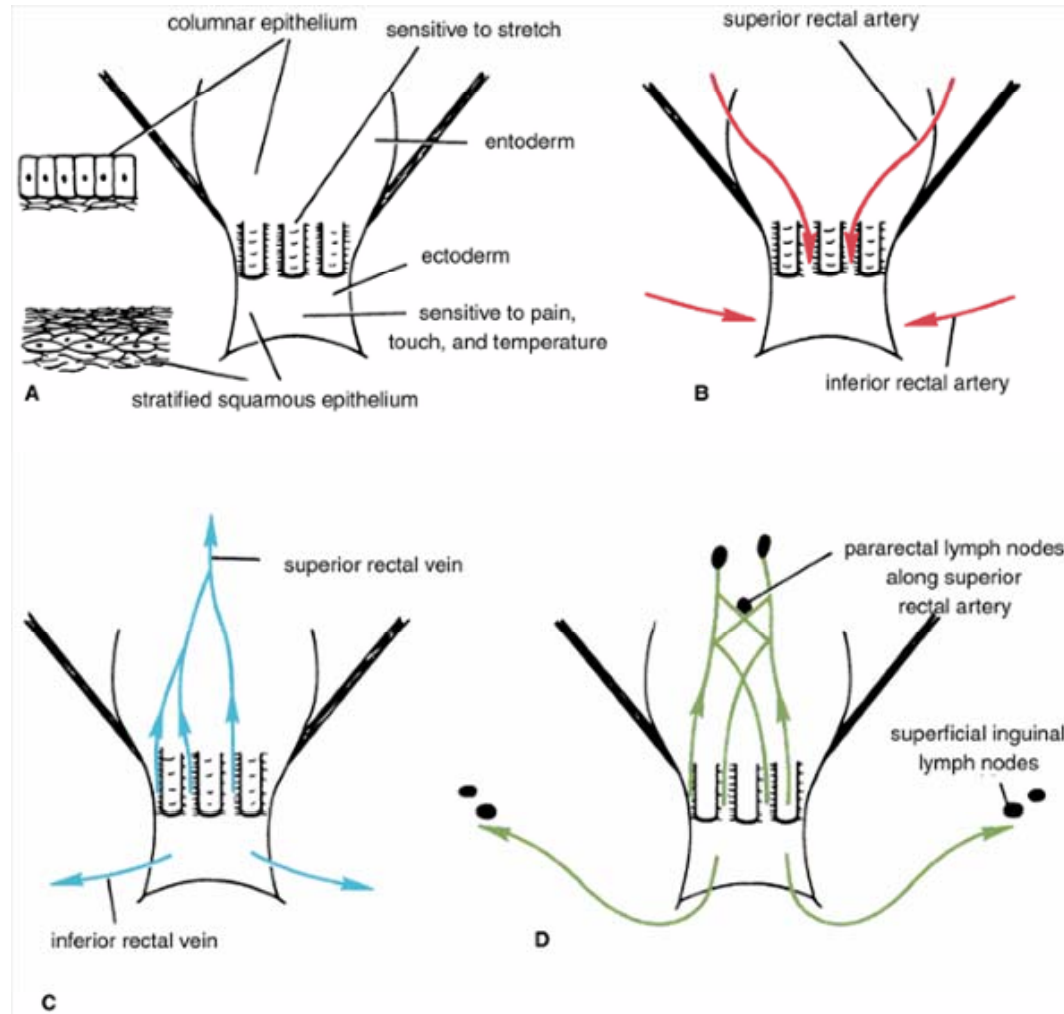 columnar epithelium
sensitive to stretch
entoderm
ectoderm
sensitive to pain,
touch, and temperature
stratified squamous epithelium
A
superior rectal artery
inferior rectal artery
B
superior rectal vein
inferior rectal vein
C
pararectal lymph nodes
along superior
rectal artery
superficial inguinal
lymph nodes
D